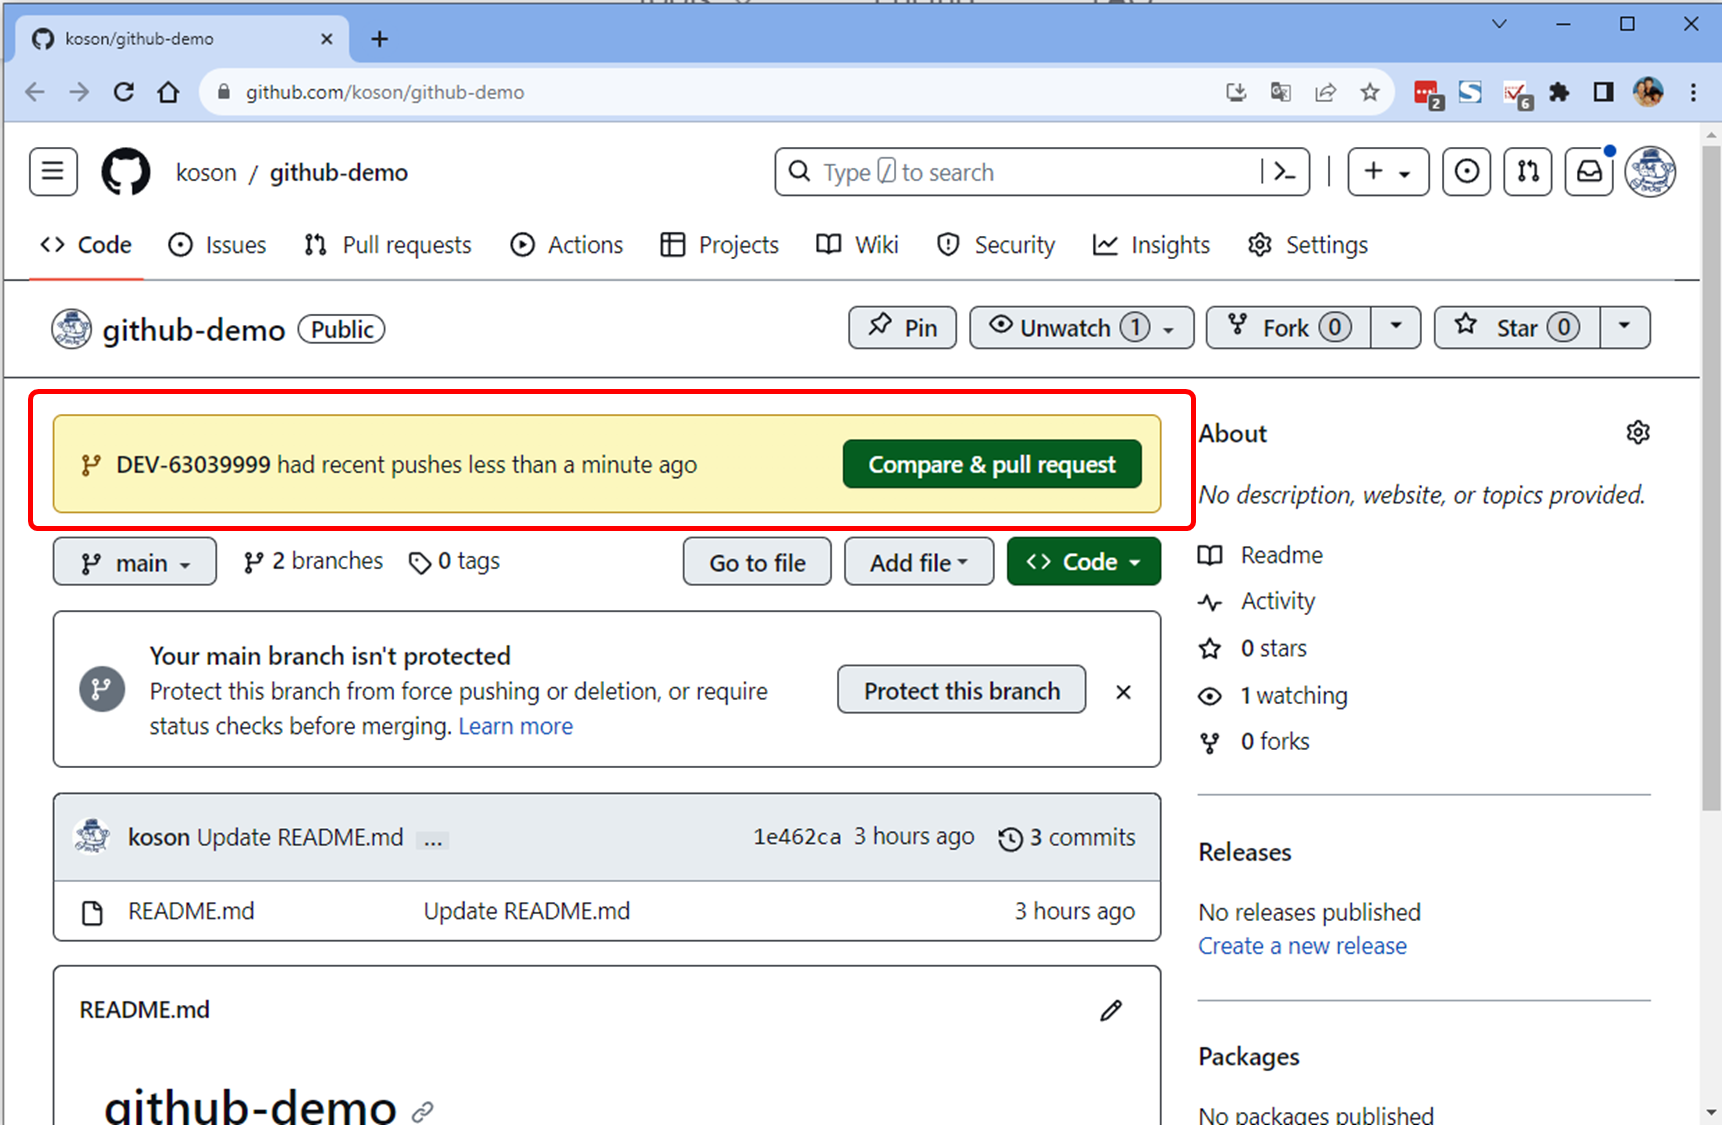 koson/github-demo
github.com/koson/github-demo
2
6
koson / github-demo
Type / to search
Code
Issues
Pull requests
Actions
Projects
Wiki
Security
Insights
Settings
github-demo Public
Pin
Unwatch 1
Fork 0
Star 0
DEV-63039999 had recent pushes less than a minute ago
Compare & pull request
main
2 branches
0 tags
Go to file
Add file
Code
Your main branch isn't protected
Protect this branch from force pushing or deletion, or require
status checks before merging. Learn more
Protect this branch
koson Update README.md ...
1e462ca 3 hours ago
3 commits
README.md
Update README.md
3 hours ago
README.md
github-demo
About
No description, website, or topics provided.
Readme
Activity
0 stars
1 watching
0 forks
Releases
No releases published
Create a new release
Packages
No packages published